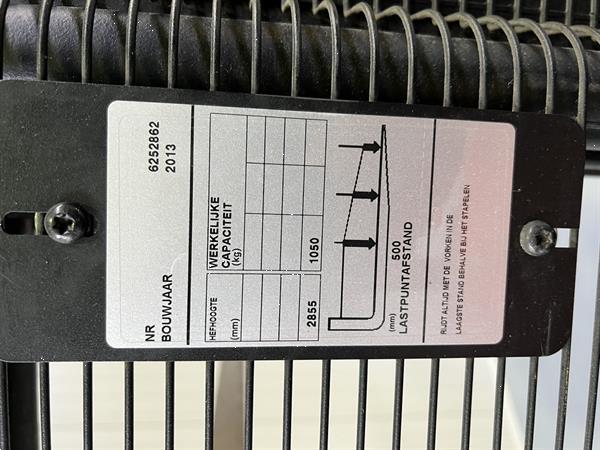 NR 6252862
BOUWJAAR 2013
HEFHOOGTE
(mm)
WERKELIJKE
CAPACITEIT
(kg)
2855 1050
500
(mm)
LASTPUNTAFSTAND
RIJDT ALTIJD MET DE VORKEN IN DE
LAAGSTE STAND BEHALVE BIJ HET STAPELEN